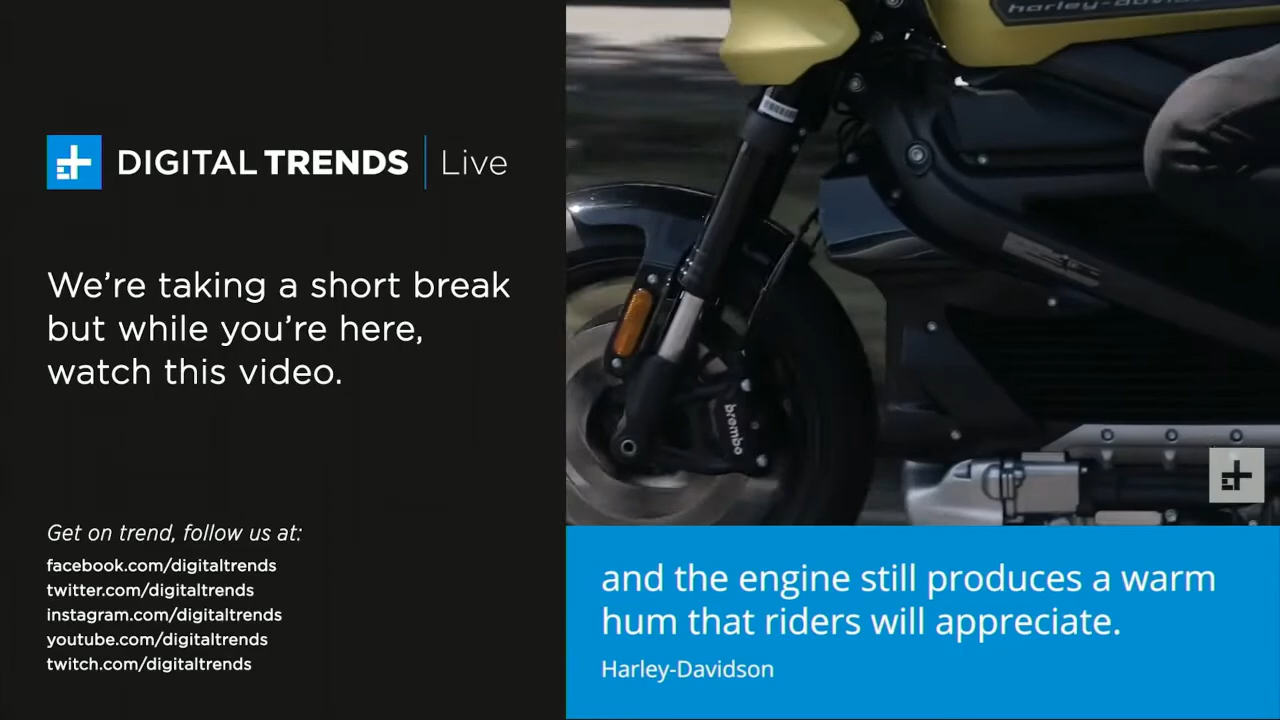 DIGITAL TRENDS Live
We're taking a short break
but while you're here,
watch this video.
Get on trend, follow us at:
facebook.com/digitaltrends
twitter.com/digitaltrends
instagram.com/digitaltrends
youtube.com/digitaltrends
twitch.com/digitaltrends
harley-davids
brembo
and the engine still produces a warm
hum that riders will appreciate.
Harley-Davidson